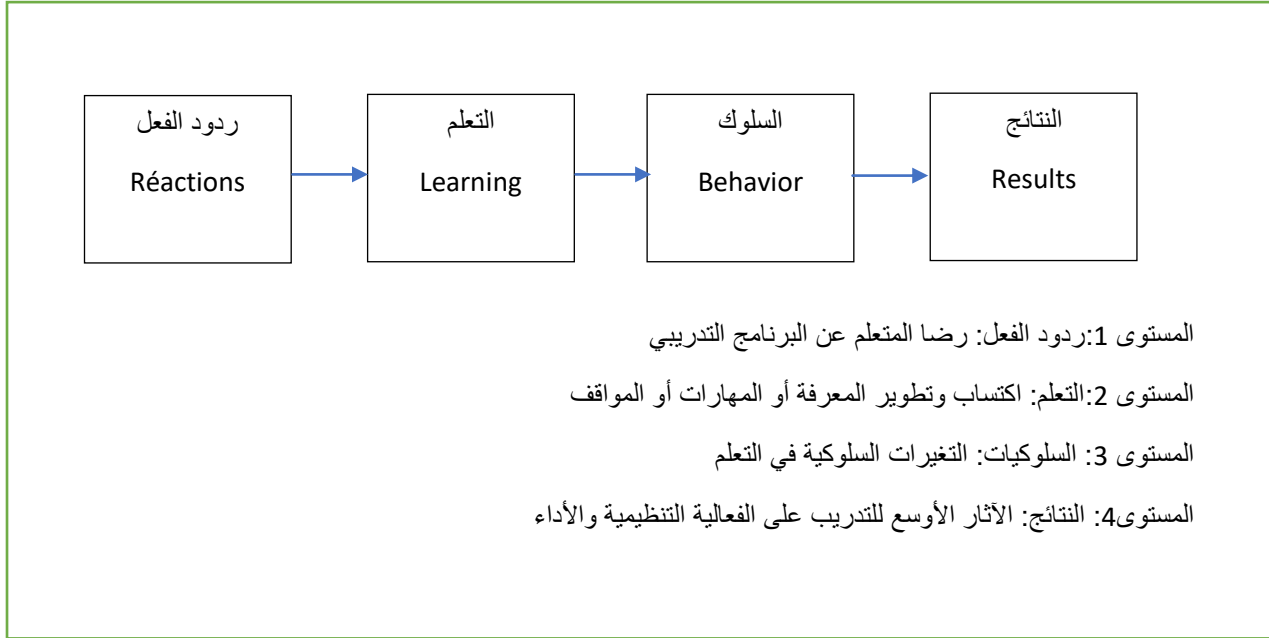 ردود الفعل
Réactions
التعلم
Learning
السلوك
Behavior
النتائج
Results
المستوى 1:ردود الفعل: رضا المتعلم عن البرنامج التدريبي
المستوى 2:التعلم: اكتساب وتطوير المعرفة أو المهارات أو المواقف
المستوى 3: السلوكيات: التغيرات السلوكية في التعلم
المستوى4: النتائج: الآثار الأوسع للتدريب على الفعالية التنظيمية والأداء